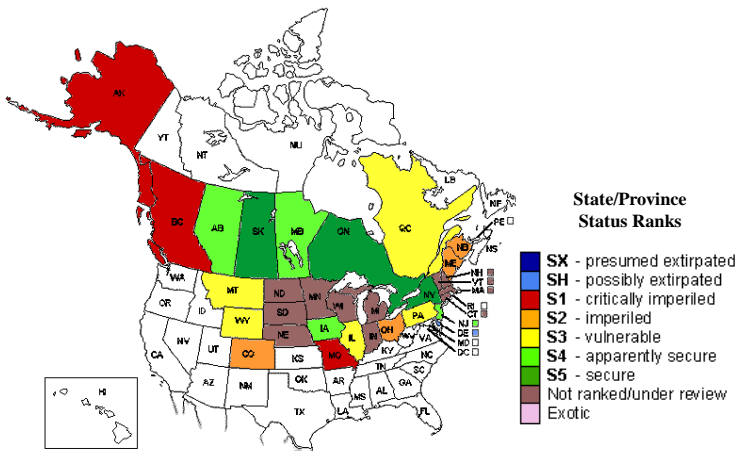 AK
YT
NT
NU
LB
NF
PE
NS
BC
AB
SK
MB
ON
QC
NB
ME
NH
VT
MA
RI
CT
NJ
DE
MD
DC
WA
OR
ID
MT
ND
MN
WI
MI
NY
PA
SD
WY
NE
IA
IL
IN
OH
WV
VA
NV
UT
CO
KS
MO
KY
NC
TN
SC
CA
AZ
NM
OK
AR
MS
AL
GA
TX
LA
FL
HI
State/Province
Status Ranks
SX - presumed extirpated
SH - possibly extirpated
S1 - critically imperiled
S2 - imperiled
S3 - vulnerable
S4 - apparently secure
S5 - secure
Not ranked/under review
Exotic